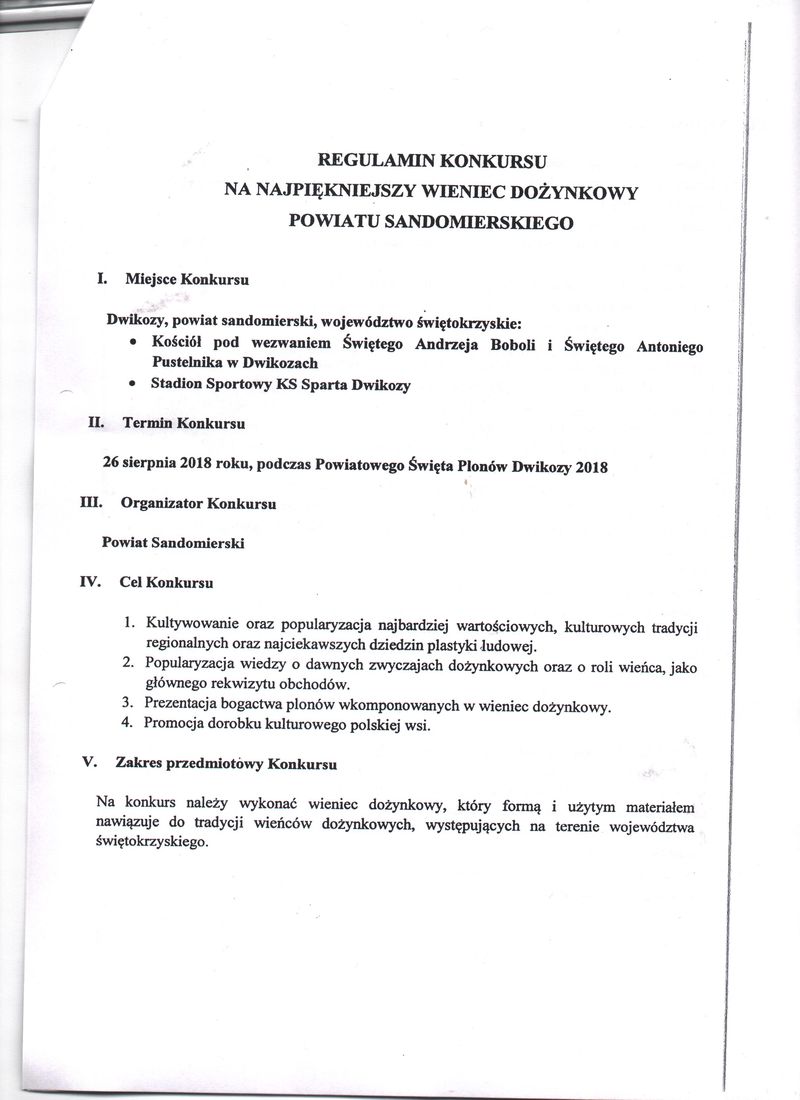 REGULAMIN KONKURSU
NA NAJPIĘKNIEJSZY WIENIEC DOŻYNKOWY
POWIATU SANDOMIERSKIEGO
I. Miejsce Konkursu
Dwikozy, powiat sandomierski, województwo świętokrzyskie:
• Kościół pod wezwaniem Świętego Andrzeja Boboli i Świętego Antoniego
Pustelnika w Dwikozach
• Stadion Sportowy KS Sparta Dwikozy
II. Termin Konkursu
26 sierpnia 2018 roku, podczas Powiatowego Święta Plonów Dwikozy 2018
III. Organizator Konkursu
Powiat Sandomierski
IV. Cel Konkursu
1. Kultywowanie oraz popularyzacja najbardziej wartościowych, kulturowych tradycji
regionalnych oraz najciekawszych dziedzin plastyki ludowej.
2. Popularyzacja wiedzy o dawnych zwyczajach dożynkowych oraz o roli wieńca, jako
głównego rekwizytu obchodów.
3. Prezentacja bogactwa plonów wkomponowanych w wieniec dożynkowy.
4. Promocja dorobku kulturowego polskiej wsi.
V. Zakres przedmiotowy Konkursu
Na konkurs należy wykonać wieniec dożynkowy, który formą i użytym materiałem
nawiązuje do tradycji wieńców dożynkowych, występujących na terenie województwa
świętokrzyskiego.